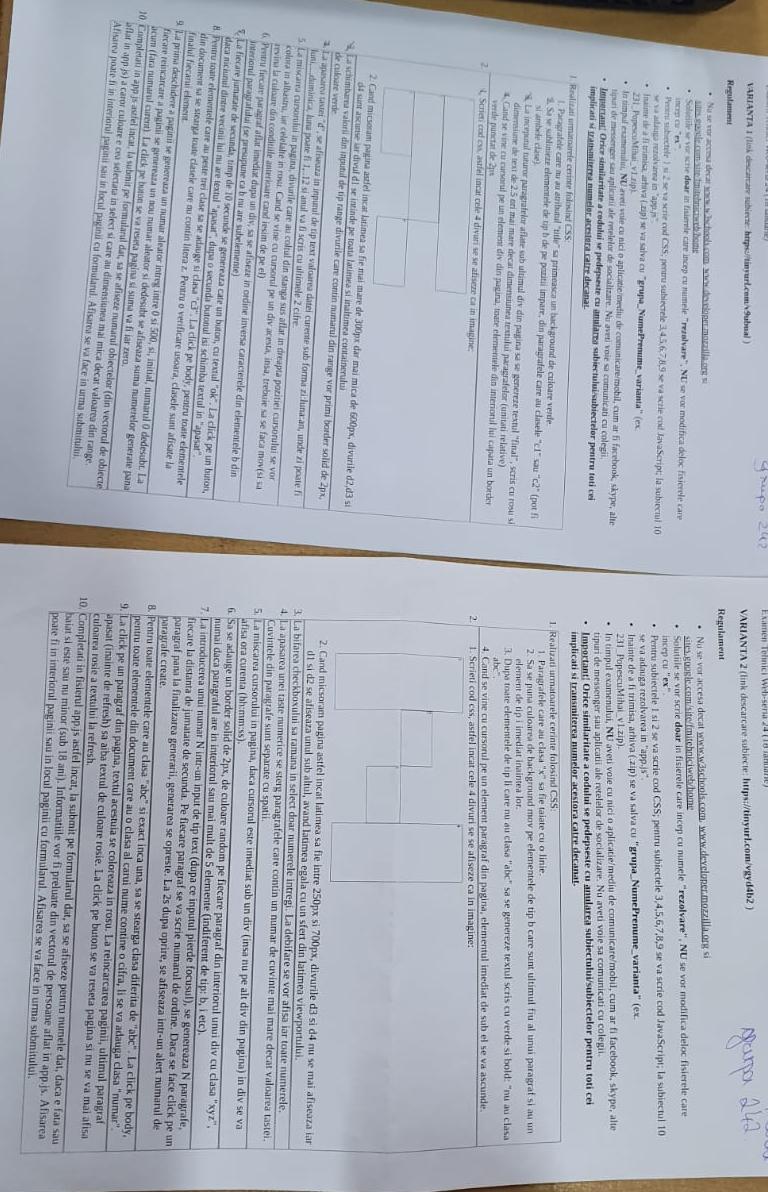 grupa 242
VARIANTA 1 (link descarcare subiecte: https://tinyurl.com/v9ubual )
Regulament
• Nu se vor accesa decat www.w3schools.com, www.developer.mozzilla.org si
sites.google.com/site/fmitehniciweb/home
• Solutiile se vor scrie doar in fisierele care incep cu numele "rezolvare", NU se vor modifica deloc fisierele care
incep cu "ex".
• Pentru subiectele 1 si 2 se va scrie cod CSS; pentru subiectele 3,4,5,6,7,8,9 se va scrie cod JavaScript; la subiectul 10
se va adauga rezolvarea in "app.js".
• Inainte de a fi trimisa, arhiva (.zip) se va salva cu "grupa_NumePrenume_varianta" (ex.
231_PopescuMihai_v1.zip).
• In timpul examenului, NU aveti voie cu nici o aplicatie/mediu de comunicare/mobil, cum ar fi facebook, skype, alte
tipuri de messenger sau aplicatii ale retelelor de socializare. Nu aveti voie sa comunicati cu colegii.
• Important! Orice similaritate a codului se pedepseste cu anularea subiectului/subiectelor pentru toti cei
implicati si transmiterea numelor acestora catre decanat.
1. Realizati urmatoarele cerinte folosind CSS:
1. Paragrafele care nu au atributul "title" sa primeasca un background de culoare verde.
2. Sa se sublinieze elementele de tip b de pe pozitii impare, din paragrafele care au clasele "c1" sau "c2" (pot fi
si ambele clase).
3. La inceputul tuturor paragrafelor aflate sub ultimul div din pagina sa se genereze textul "final", scris cu rosu si
dimensiune de text de 2.5 ori mai mare decat dimensiunea textului paragrafelor (unitati relative)
4. Cand se vine cu cursorul pe un element div din pagina, toate elementele din interiorul lui capata un border
verde punctat de 2px
2. 1. Scrieti cod css, astfel incat cele 4 divuri se se afiseze ca in imagine:
2. Cand micsoram pagina astfel incat latimea sa fie mai mare de 300px dar mai mica de 600px, divurile d2,d3 si
d4 sunt ascunse iar divul d1 se intinde pe toata latimea si inaltimea containerului
3. La schimbarea valorii din inputul de tip range divurile care contin numarul din range vor primi border solid de 2px,
de culoare verde.
4. La apasarea tastei "d", se afiseaza in inputul de tip text valoarea datei curente sub forma zi:luna:an, unde zi poate fi
luni,...,duminica, luna poate fi 1,..12 si anul va fi scris cu ultimele 2 cifre.
5. La miscarea cursorului in pagina, divurile care au coltul din stanga sus aflat in dreapta pozitiei cursorului se vor
colora in albastru, iar celelalte in rosu. Cand se vine cu cursorul pe un div acesta, insa, trebuie sa se faca mov(si sa
revina la culoare din conditiile anterioare cand iesim de pe el)
6. Pentru fiecare paragraf aflat imediat dupa un div, sa se afiseze in ordine inversa caracterele din elementele b din
interiorul paragrafului (se presupune ca b nu are subelemente)
7. La fiecare jumatate de secunda, timp de 10 secunde se genereaza cate un buton, cu textul "ok". La click pe un buton,
daca niciunul dintre vecinii lui nu are textul "apasat", dupa o secunda butonul isi schimba textul in "apasat".
8. Pentru toate elementele care au peste trei clase sa se adauge si clasa "c3". La click pe body, pentru toate elementele
din document sa se stearga toate clasele care nu contin litera z. Pentru o verificare usoara, clasele sunt afisate la
finalul fiecarui element.
9. La prima deschidere a paginii se genereaza un numar aleator intreg intre 0 si 500, si, initial, numarul 0 dedesubt. La
fiecare reincarcare a paginii se genereaza un nou numar aleator si dedesubt se afiseaza suma numerelor generate pana
acum (fara numarul curent). La click pe buton se va reseta pagina si suma va fi iar zero.
10. Completati in app.js astfel incat, la submit pe formularul dat, sa se afiseze numarul obiectelor (din vectorul de obiecte
aflat in app.js) a caror culoare e cea selectata in select si care au dimensiunea mai mica decat valoarea din range.
Afisarea poate fi in interiorul paginii sau in locul paginii cu formularul. Afisarea se va face in urma submitului.
Examen Tehnici Web-seria 24 (18 ianuarie)
grupa 242
VARIANTA 2 (link descarcare subiecte: https://tinyurl.com/vgyd4b2 )
Regulament
• Nu se vor accesa decat www.w3schools.com, www.developer.mozzilla.org si
sites.google.com/site/fmitehniciweb/home
• Solutiile se vor scrie doar in fisierele care incep cu numele "rezolvare", NU se vor modifica deloc fisierele care
incep cu "ex".
• Pentru subiectele 1 si 2 se va scrie cod CSS; pentru subiectele 3,4,5,6,7,8,9 se va scrie cod JavaScript; la subiectul 10
se va adauga rezolvarea in "app.js".
• Inainte de a fi trimisa, arhiva (.zip) se va salva cu "grupa_NumePrenume_varianta" (ex.
231_PopescuMihai_v1.zip).
• In timpul examenului, NU aveti voie cu nici o aplicatie/mediu de comunicare/mobil, cum ar fi facebook, skype, alte
tipuri de messenger sau aplicatii ale retelelor de socializare. Nu aveti voie sa comunicati cu colegii.
• Important! Orice similaritate a codului se pedepseste cu anularea subiectului/subiectelor pentru toti cei
implicati si transmiterea numelor acestora catre decanat.
1. Realizati urmatoarele cerinte folosind CSS:
1. Paragrafele care au clasa "x" sa fie taiate cu o linie.
2. Sa se puna culoarea de background mov pe elementele de tip b care sunt ultimul fiu al unui paragraf si au un
element de tip i imediat inaintea lor.
3. Dupa toate elementele de tip li care nu au clasa "abc" sa se genereze textul scris cu verde si bold: "nu au clasa
abc".
4. Cand se vine cu cursorul pe un element paragraf din pagina, elementul imediat de sub el se va ascunde.
2. 1. Scrieti cod css, astfel incat cele 4 divuri se se afiseze ca in imagine:
2. Cand micsoram pagina astfel incat latimea sa fie intre 250px si 700px, divurile d3 si d4 nu se mai afiseaza iar
d1 si d2 se afiseaza unul sub altul, avand latimea egala cu un sfert din latimea viewportului.
3. La bifarea checkboxului sa ramana in select doar numerele intregi. La debifare se vor afisa iar toate numerele.
4. La apasarea unei taste numerice se sterg paragrafele care contin un numar de cuvinte mai mare decat valoarea tastei.
Cuvintele din paragrafe sunt separate cu spatii.
5. La miscarea cursorului in pagina, daca cursorul este imediat sub un div (insa nu pe alt div din pagina) in div se va
afisa ora curenta (hh:mm:ss).
6. Sa se adauge un border solid de 2px, de culoare random pe fiecare paragraf din interiorul unui div cu clasa "xyz",
numai daca paragraful are in interiorul sau mai mult de 5 elemente (indiferent de tip: b, i etc).
7. La introducerea unui numar N intr-un input de tip text (dupa ce inputul pierde focusul), se genereaza N paragrafe,
fiecare la distanta de jumatate de secunda. Pe fiecare paragraf se va scrie numarul de ordine. Daca se face click pe un
paragraf pana la finalizarea generarii, generarea se opreste. La 2s dupa oprire, se afiseaza intr-un alert numarul de
paragrafe create.
8. Pentru toate elementele care au clasa "abc" si exact inca una, sa se stearga clasa diferita de "abc". La click pe body,
pentru toate elementele din document care au o clasa al carui nume contine o cifra, li se va adauga clasa "numar".
9. La click pe un paragraf din pagina, textul acestuia se coloreaza in rosu. La reincarcarea paginii, ultimul paragraf
apasat (inainte de refresh) sa aiba textul de culoare rosie. La click pe buton se va reseta pagina si nu se va mai afisa
culoarea rosie a textului la refresh.
10. Completati in fisierul app.js astfel incat, la submit pe formularul dat, sa se afiseze pentru numele dat, daca e fata sau
baiat si este sau nu minor (sub 18 ani). Informatiile vor fi preluate din vectorul de persoane aflat in app.js. Afisarea
poate fi in interiorul paginii sau in locul paginii cu formularul. Afisarea se va face in urma submitului.